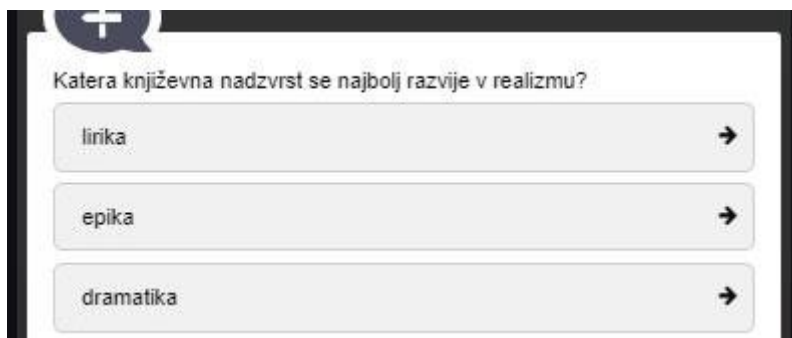 Katera književna nadzvrst se najbolj razvije v realizmu?
lirika
epika
dramatika